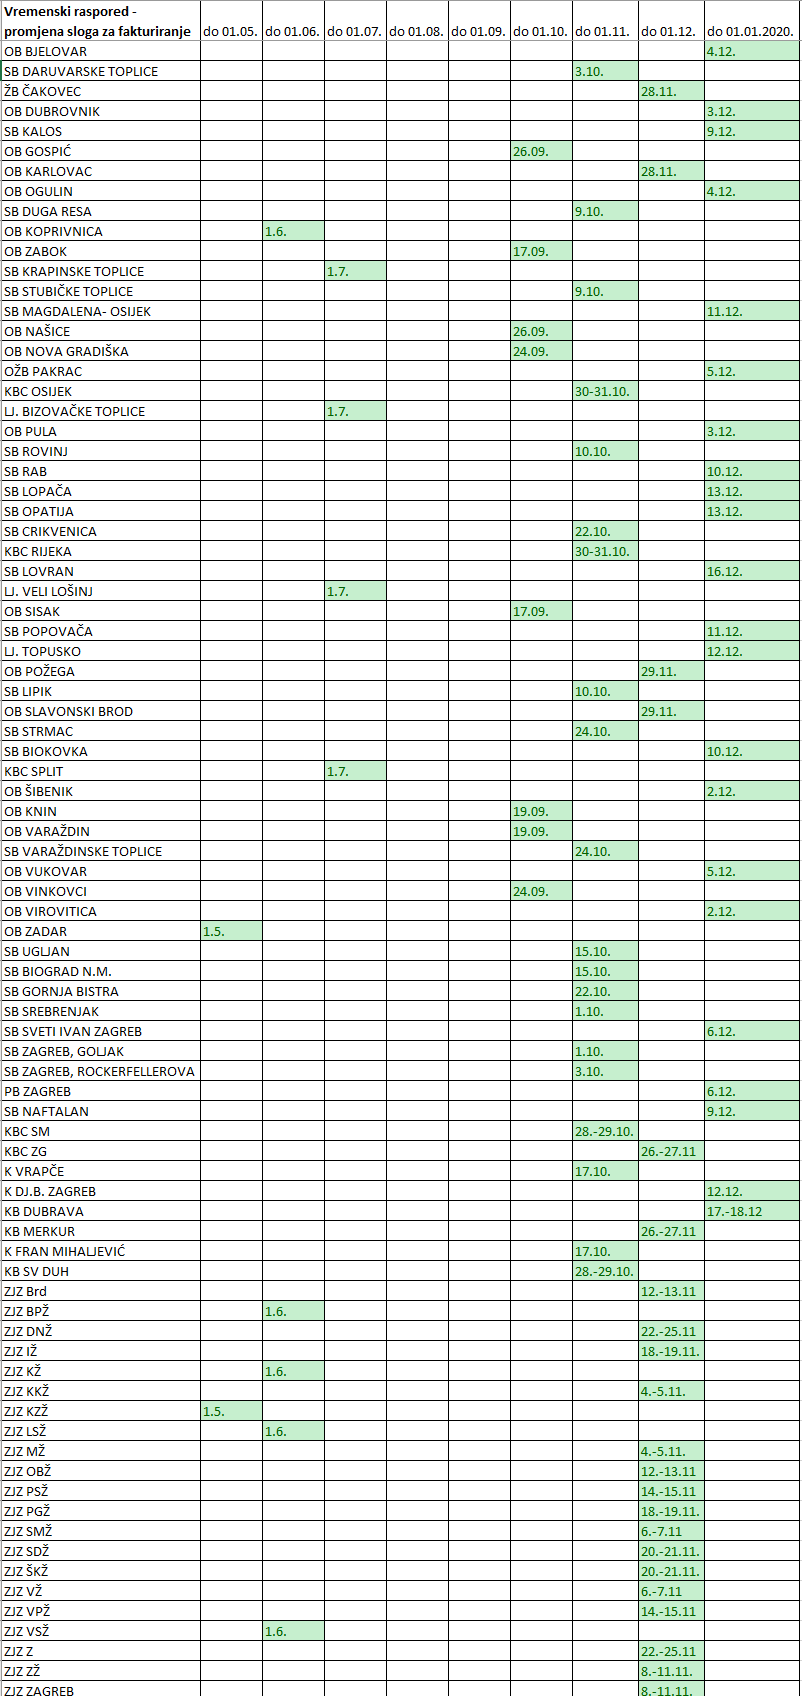 Vremenski raspored -
promjena sloga za fakturiranje do 01.05. do 01.06. do 01.07. do 01.08. do 01.09. do 01.10. do 01.11. do 01.12. do 01.01.2020.
OB BJELOVAR 4.12.
SB DARUVARSKE TOPLICE 3.10.
ŽB ČAKOVEC 28.11.
OB DUBROVNIK 3.12.
SB KALOS 9.12.
OB GOSPIĆ 26.09.
OB KARLOVAC 28.11.
OB OGULIN 4.12.
SB DUGA RESA 9.10.
OB KOPRIVNICA 1.6.
OB ZABOK 17.09.
SB KRAPINSKE TOPLICE 1.7.
SB STUBIČKE TOPLICE 9.10.
SB MAGDALENA- OSIJEK 11.12.
OB NAŠICE 26.09.
OB NOVA GRADIŠKA 24.09.
OŽB PAKRAC 5.12.
KBC OSIJEK 30-31.10.
LJ. BIZOVAČKE TOPLICE 1.7.
OB PULA 3.12.
SB ROVINJ 10.10.
SB RAB 10.12.
SB LOPAČA 13.12.
SB OPATIJA 13.12.
SB CRIKVENICA 22.10.
KBC RIJEKA 30-31.10.
SB LOVRAN 16.12.
LJ. VELI LOŠINJ 1.7.
OB SISAK 17.09.
SB POPOVAČA 11.12.
LJ. TOPUSKO 12.12.
OB POŽEGA 29.11.
SB LIPIK 10.10.
OB SLAVONSKI BROD 29.11.
SB STRMAC 24.10.
SB BIOKOVKA 10.12.
KBC SPLIT 1.7.
OB ŠIBENIK 2.12.
OB KNIN 19.09.
OB VARAŽDIN 19.09.
SB VARAŽDINSKE TOPLICE 24.10.
OB VUKOVAR 5.12.
OB VINKOVCI 24.09.
OB VIROVITICA 2.12.
OB ZADAR 1.5.
SB UGLJAN 15.10.
SB BIOGRAD N.M. 15.10.
SB GORNJA BISTRA 22.10.
SB SREBRENJAK 1.10.
SB SVETI IVAN ZAGREB 6.12.
SB ZAGREB, GOLJAK 1.10.
SB ZAGREB, ROCKERFELLEROVA 3.10.
PB ZAGREB 6.12.
SB NAFTALAN 9.12.
KBC SM 28.-29.10.
KBC ZG 26.-27.11
K VRAPČE 17.10.
K DJ.B. ZAGREB 12.12.
KB DUBRAVA 17.-18.12
KB MERKUR 26.-27.11
K FRAN MIHALJEVIĆ 17.10.
KB SV DUH 28.-29.10.
ZJZ Brd 12.-13.11
ZJZ BPŽ 1.6.
ZJZ DNŽ 22.-25.11
ZJZ IŽ 18.-19.11.
ZJZ KŽ 1.6.
ZJZ KKŽ 4.-5.11.
ZJZ KZŽ 1.5.
ZJZ LSŽ 1.6.
ZJZ MŽ 4.-5.11.
ZJZ OBŽ 12.-13.11
ZJZ PSŽ 14.-15.11
ZJZ PGŽ 18.-19.11.
ZJZ SMŽ 6.-7.11
ZJZ SDŽ 20.-21.11.
ZJZ ŠKŽ 20.-21.11.
ZJZ VŽ 6.-7.11
ZJZ VPŽ 14.-15.11
ZJZ VSŽ 1.6.
ZJZ Z 22.-25.11
ZJZ ZŽ 8.-11.11.
ZJZ ZAGREB 8.-11.11.